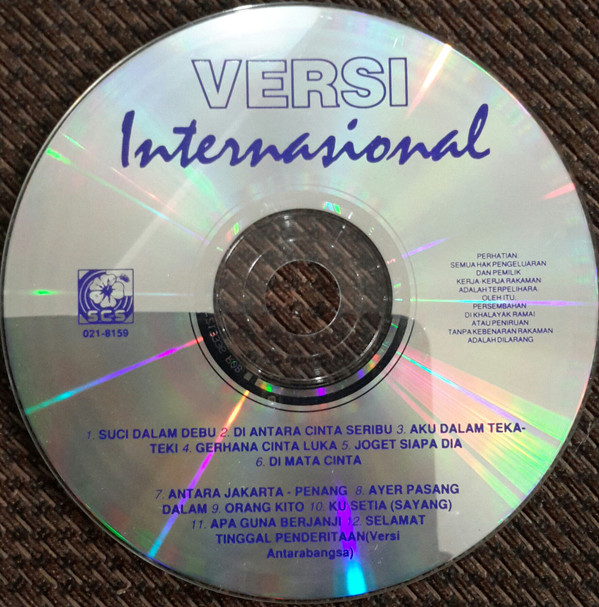 VERSI
Internasional
SCS
021-8159
PERHATIAN
SEMUA HAK PENGELUARAN
DAN PEMILIK
KERJA-KERJA RAKAMAN
ADALAH TERPELIHARA
OLEH ITU,
PERSEMBAHAN
DI KHALAYAK RAMAI
ATAU PENIRUAN
TANPA KEBENARAN RAKAMAN
ADALAH DILARANG
1. SUCI DALAM DEBU 2. DI ANTARA CINTA SERIBU 3. AKU DALAM TEKA-
TEKI 4. GERHANA CINTA LUKA 5. JOGET SIAPA DIA
6. DI MATA CINTA
7. ANTARA JAKARTA - PENANG 8. AYER PASANG
DALAM 9. ORANG KITO 10. KU SETIA (SAYANG)
11. APA GUNA BERJANJI 12. SELAMAT
TINGGAL PENDERITAAN(Versi
Antarabangsa)